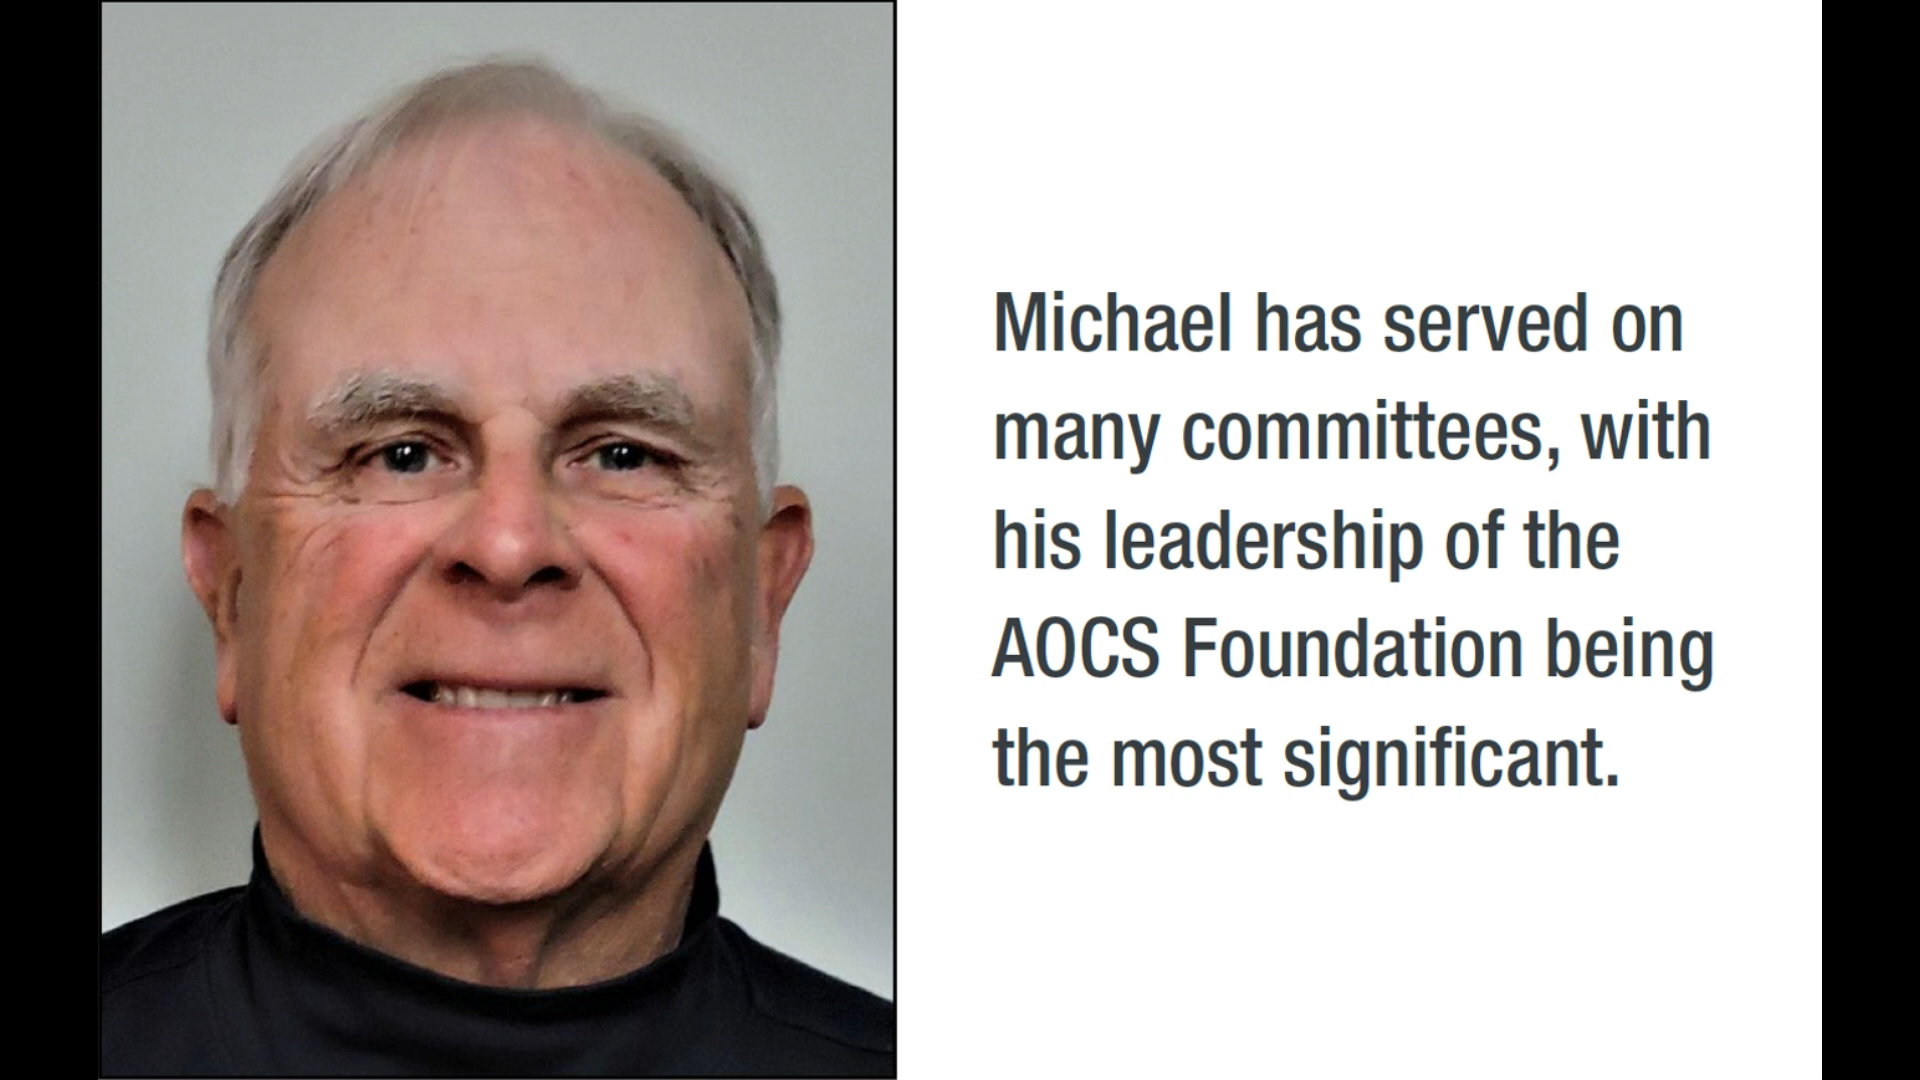 Michael has served on
many committees, with
his leadership of the
AOCS Foundation being
the most significant.